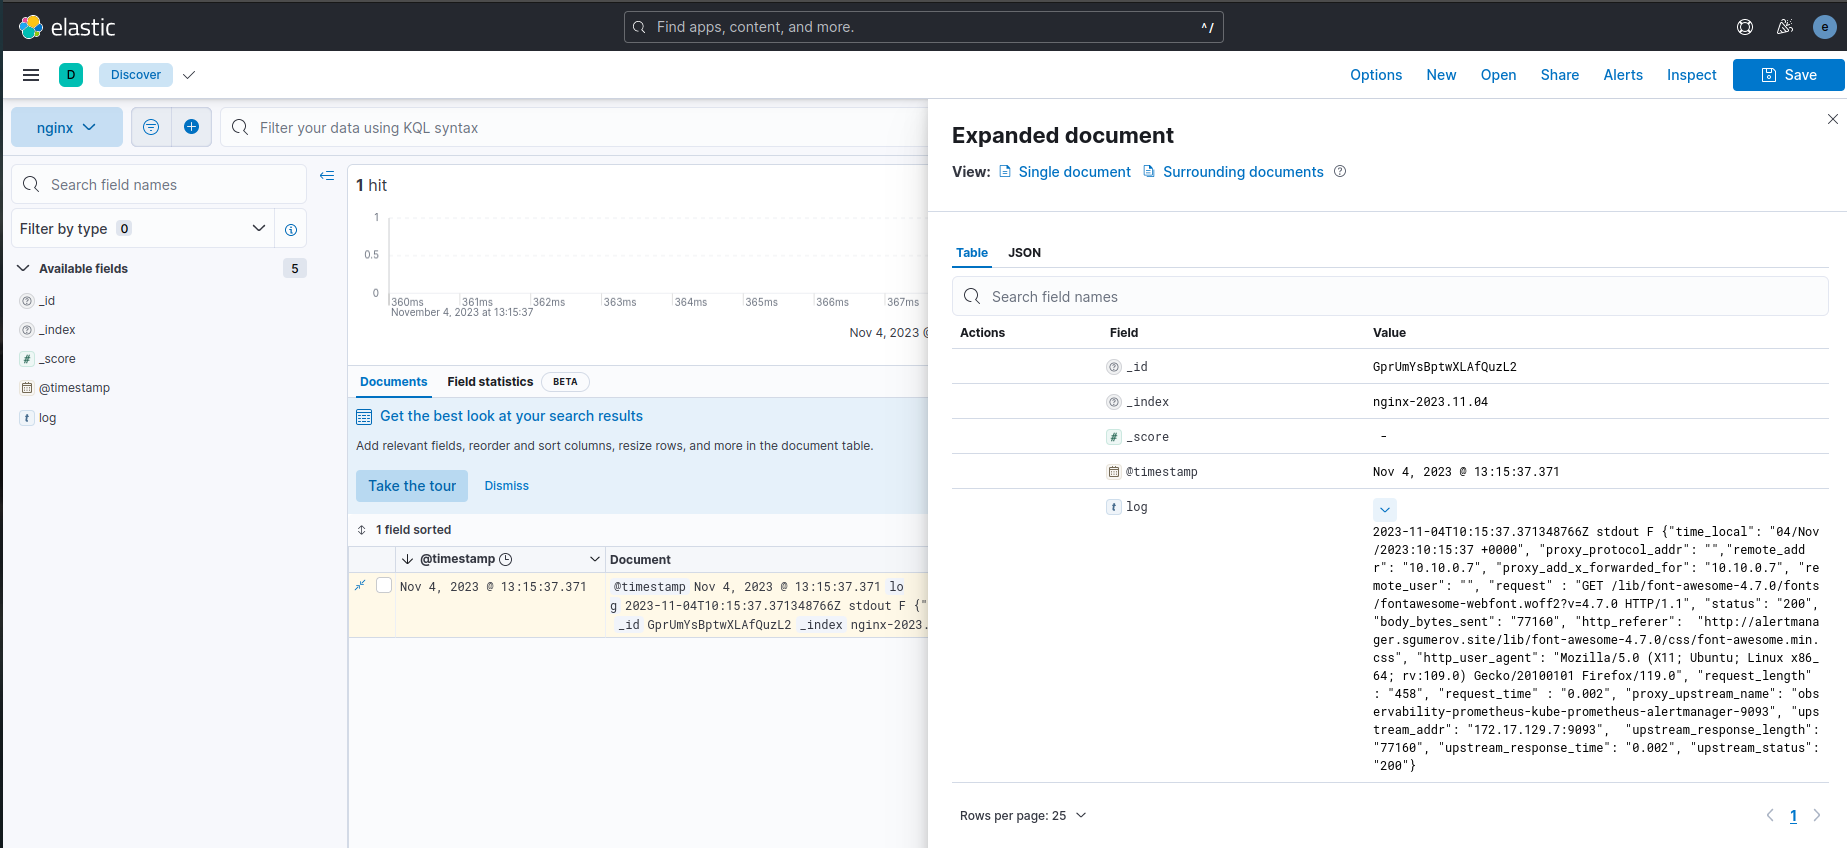 elastic
Find apps, content, and more.
^/
e
D
Discover
Options
New
Open
Share
Alerts
Inspect
Save
nginx
Filter your data using KQL syntax
Search field names
Filter by type 0
Available fields
5
_id
_index
_score
@timestamp
log
1 hit
1
0.5
0
360ms
361ms
362ms
363ms
364ms
365ms
366ms
367ms
November 4, 2023 at 13:15:37
Nov 4, 2023 @
Documents
Field statistics
BETA
Get the best look at your search results
Add relevant fields, reorder and sort columns, resize rows, and more in the document table.
Take the tour
Dismiss
1 field sorted
@timestamp
Document
Nov 4, 2023 @ 13:15:37.371
@timestamp Nov 4, 2023 @ 13:15:37.371 lo
g 2023-11-04T10:15:37.371348766Z stdout F {"
_id GprUmYsBptwXLAfQuzL2 _index nginx-2023.
Expanded document
View: Single document Surrounding documents
Table
JSON
Search field names
Actions
Field
Value
_id
GprUmYsBptwXLAfQuzL2
_index
nginx-2023.11.04
_score
-
@timestamp
Nov 4, 2023 @ 13:15:37.371
log
2023-11-04T10:15:37.371348766Z stdout F {"time_local": "04/Nov
/2023:10:15:37 +0000", "proxy_protocol_addr": "","remote_add
r": "10.10.0.7", "proxy_add_x_forwarded_for": "10.10.0.7", "re
mote_user": "", "request" : "GET /lib/font-awesome-4.7.0/fonts
/fontawesome-webfont.woff2?v=4.7.0 HTTP/1.1", "status": "200",
"body_bytes_sent": "77160", "http_referer":  "http://alertmana
ger.sgumerov.site/lib/font-awesome-4.7.0/css/font-awesome.min.
css", "http_user_agent": "Mozilla/5.0 (X11; Ubuntu; Linux x86_
64; rv:109.0) Gecko/20100101 Firefox/119.0", "request_length"
: "458", "request_time" : "0.002", "proxy_upstream_name": "obs
ervability-prometheus-kube-prometheus-alertmanager-9093", "ups
tream_addr": "172.17.129.7:9093",  "upstream_response_length":
"77160", "upstream_response_time": "0.002", "upstream_status":
"200"}
Rows per page: 25
1